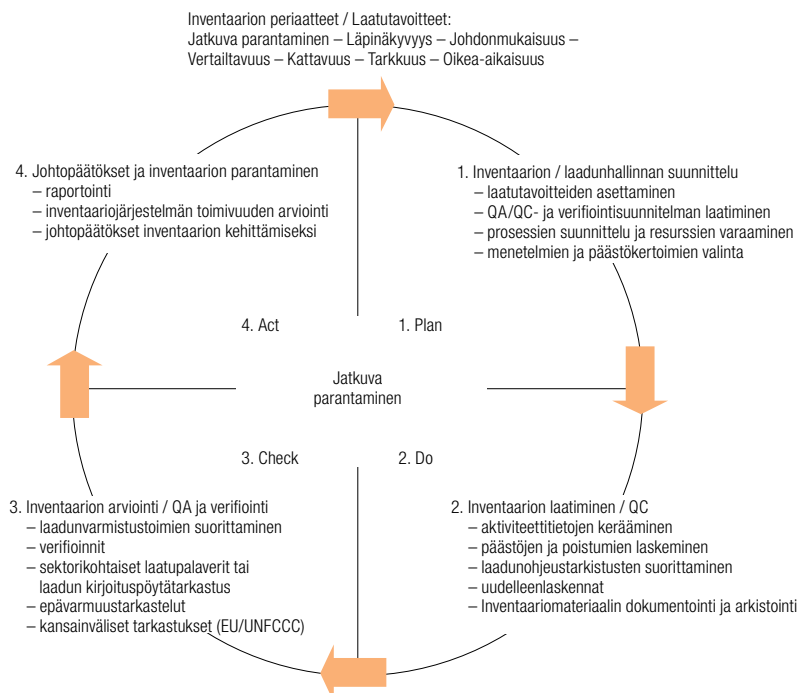 Inventaarion periaatteet / Laatutavoitteet:
Jatkuva parantaminen – Läpinäkyvyys – Johdonmukaisuus –
Vertailtavuus – Kattavuus – Tarkkuus – Oikea-aikaisuus
4. Johtopäätökset ja inventaarion parantaminen
– raportointi
– inventaariojärjestelmän toimivuuden arviointi
– johtopäätökset inventaarion kehittämiseksi
1. Inventaarion / laadunhallinnan suunnittelu
– laatutavoitteiden asettaminen
– QA/QC- ja verifiointisuunnitelman laatiminen
– prosessien suunnittelu ja resurssien varaaminen
– menetelmien ja päästökertoimien valinta
4. Act
1. Plan
Jatkuva
parantaminen
3. Check
2. Do
3. Inventaarion arviointi / QA ja verifiointi
– laadunvarmistustoimien suorittaminen
– verifioinnit
– sektorikohtaiset laatupalaverit tai
laadun kirjoituspöytätarkastus
– epävarmuustarkastelut
– kansainväliset tarkastukset (EU/UNFCCC)
2. Inventaarion laatiminen / QC
– aktiviteettitietojen kerääminen
– päästöjen ja poistumien laskeminen
– laadunohjeustarkistusten suorittaminen
– uudelleenlaskennat
– Inventaariomateriaalin dokumentointi ja arkistointi